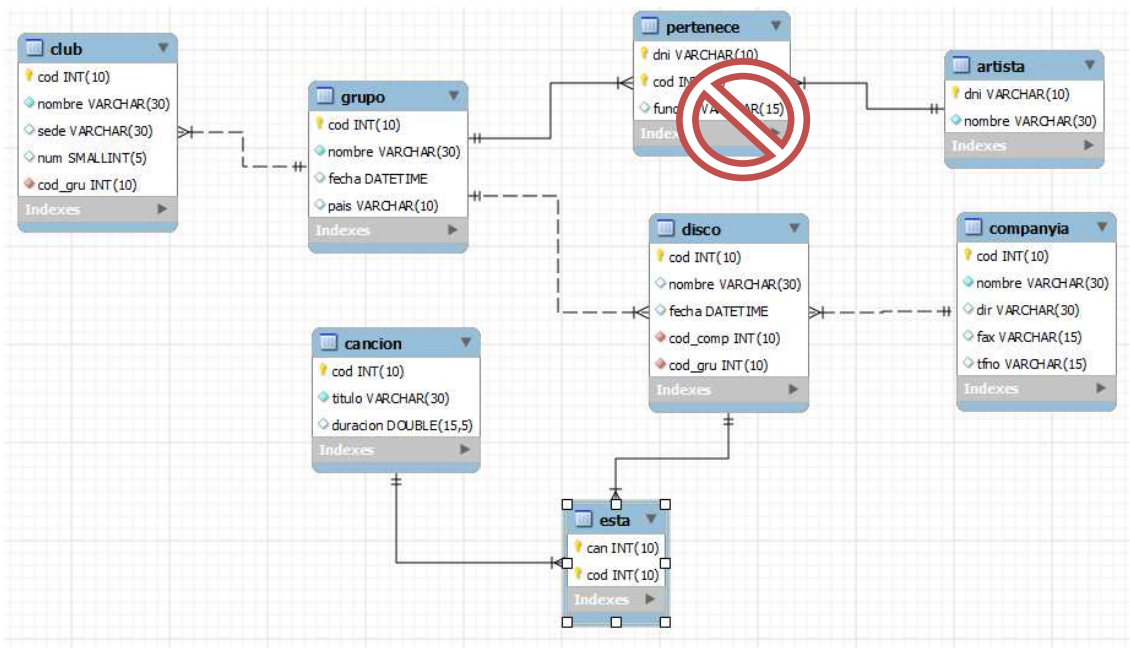 club
cod INT(10)
nombre VARCHAR(30)
sede VARCHAR(30)
num SMALLINT(5)
cod_gru INT(10)
Indexes
grupo
cod INT(10)
nombre VARCHAR(30)
fecha DATETIME
pais VARCHAR(10)
Indexes
pertenece
dni VARCHAR(10)
cod
VARCHAR(15)
artista
dni VARCHAR(10)
nombre VARCHAR(30)
Indexes
disco
cod INT(10)
nombre VARCHAR(30)
fecha DATETIME
cod_comp INT(10)
cod_gru INT(10)
Indexes
companyia
cod INT(10)
nombre VARCHAR(30)
dir VARCHAR(30)
fax VARCHAR(15)
tfno VARCHAR(15)
Indexes
cancion
cod INT(10)
titulo VARCHAR(30)
duracion DOUBLE(15,5)
Indexes
esta
can INT(10)
cod INT(10)
Indexes